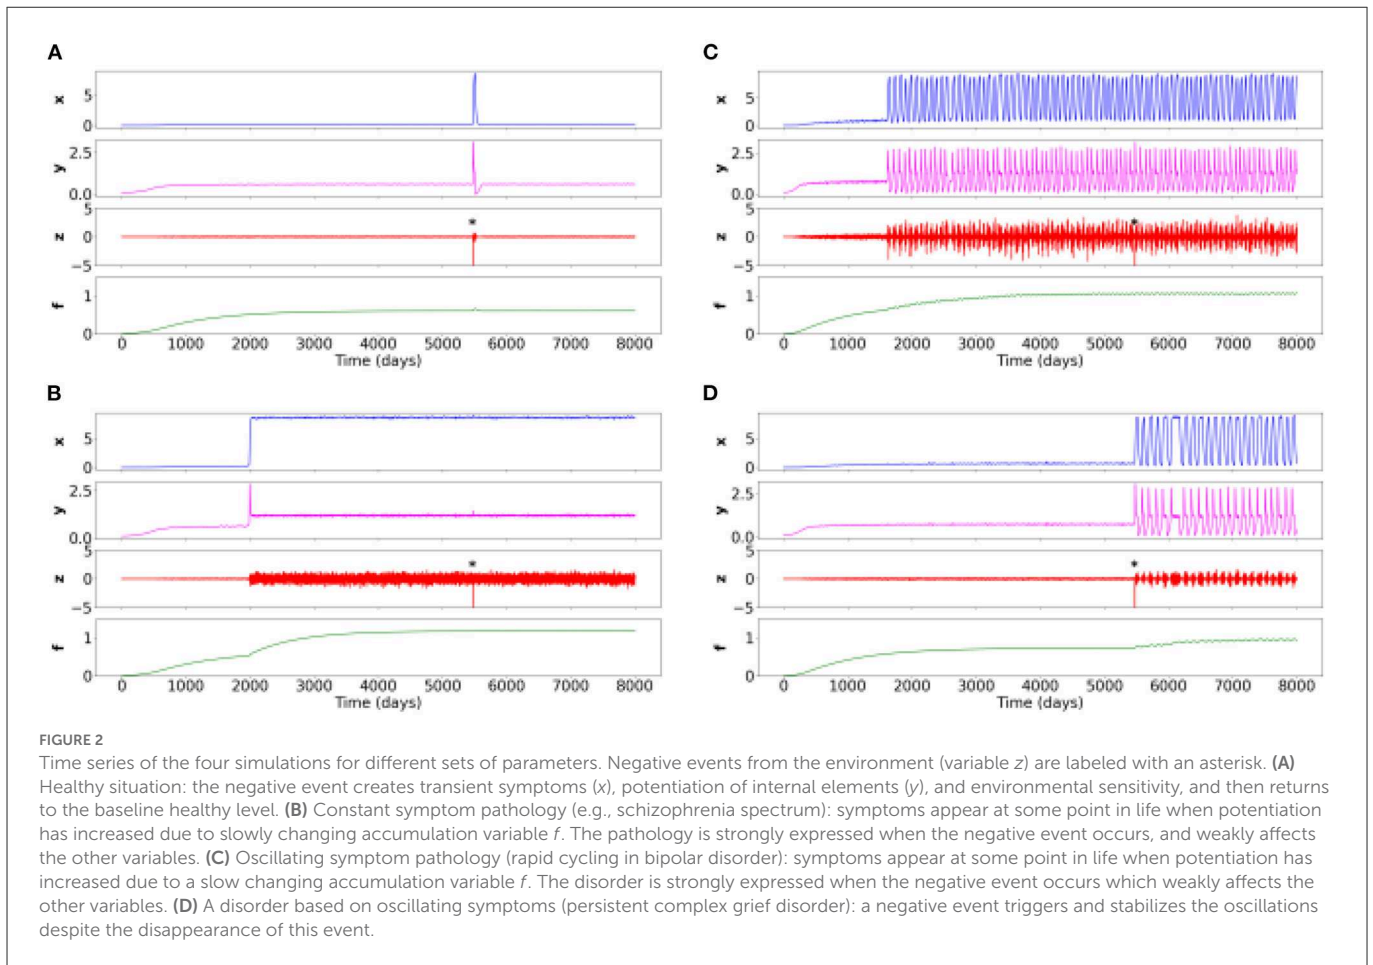 A
x
5
0
y
2.5
0.0
z
5
0
−5
*
f
1
0
0 1000 2000 3000 4000 5000 6000 7000 8000
Time (days)
C
x
5
0
y
2.5
0.0
z
5
0
−5
*
f
1
0
0 1000 2000 3000 4000 5000 6000 7000 8000
Time (days)
B
x
5
0
y
2.5
0.0
z
5
0
−5
*
f
1
0
0 1000 2000 3000 4000 5000 6000 7000 8000
Time (days)
D
x
5
0
y
2.5
0.0
z
5
0
−5
*
f
1
0
0 1000 2000 3000 4000 5000 6000 7000 8000
Time (days)
FIGURE 2
Time series of the four simulations for different sets of parameters. Negative events from the environment (variable z) are labeled with an asterisk. (A)
Healthy situation: the negative event creates transient symptoms (x), potentiation of internal elements (y), and environmental sensitivity, and then returns
to the baseline healthy level. (B) Constant symptom pathology (e.g., schizophrenia spectrum): symptoms appear at some point in life when potentiation
has increased due to slowly changing accumulation variable f. The pathology is strongly expressed when the negative event occurs, and weakly affects
the other variables. (C) Oscillating symptom pathology (rapid cycling in bipolar disorder): symptoms appear at some point in life when potentiation has
increased due to a slow changing accumulation variable f. The disorder is strongly expressed when the negative event occurs which weakly affects the
other variables. (D) A disorder based on oscillating symptoms (persistent complex grief disorder): a negative event triggers and stabilizes the oscillations
despite the disappearance of this event.